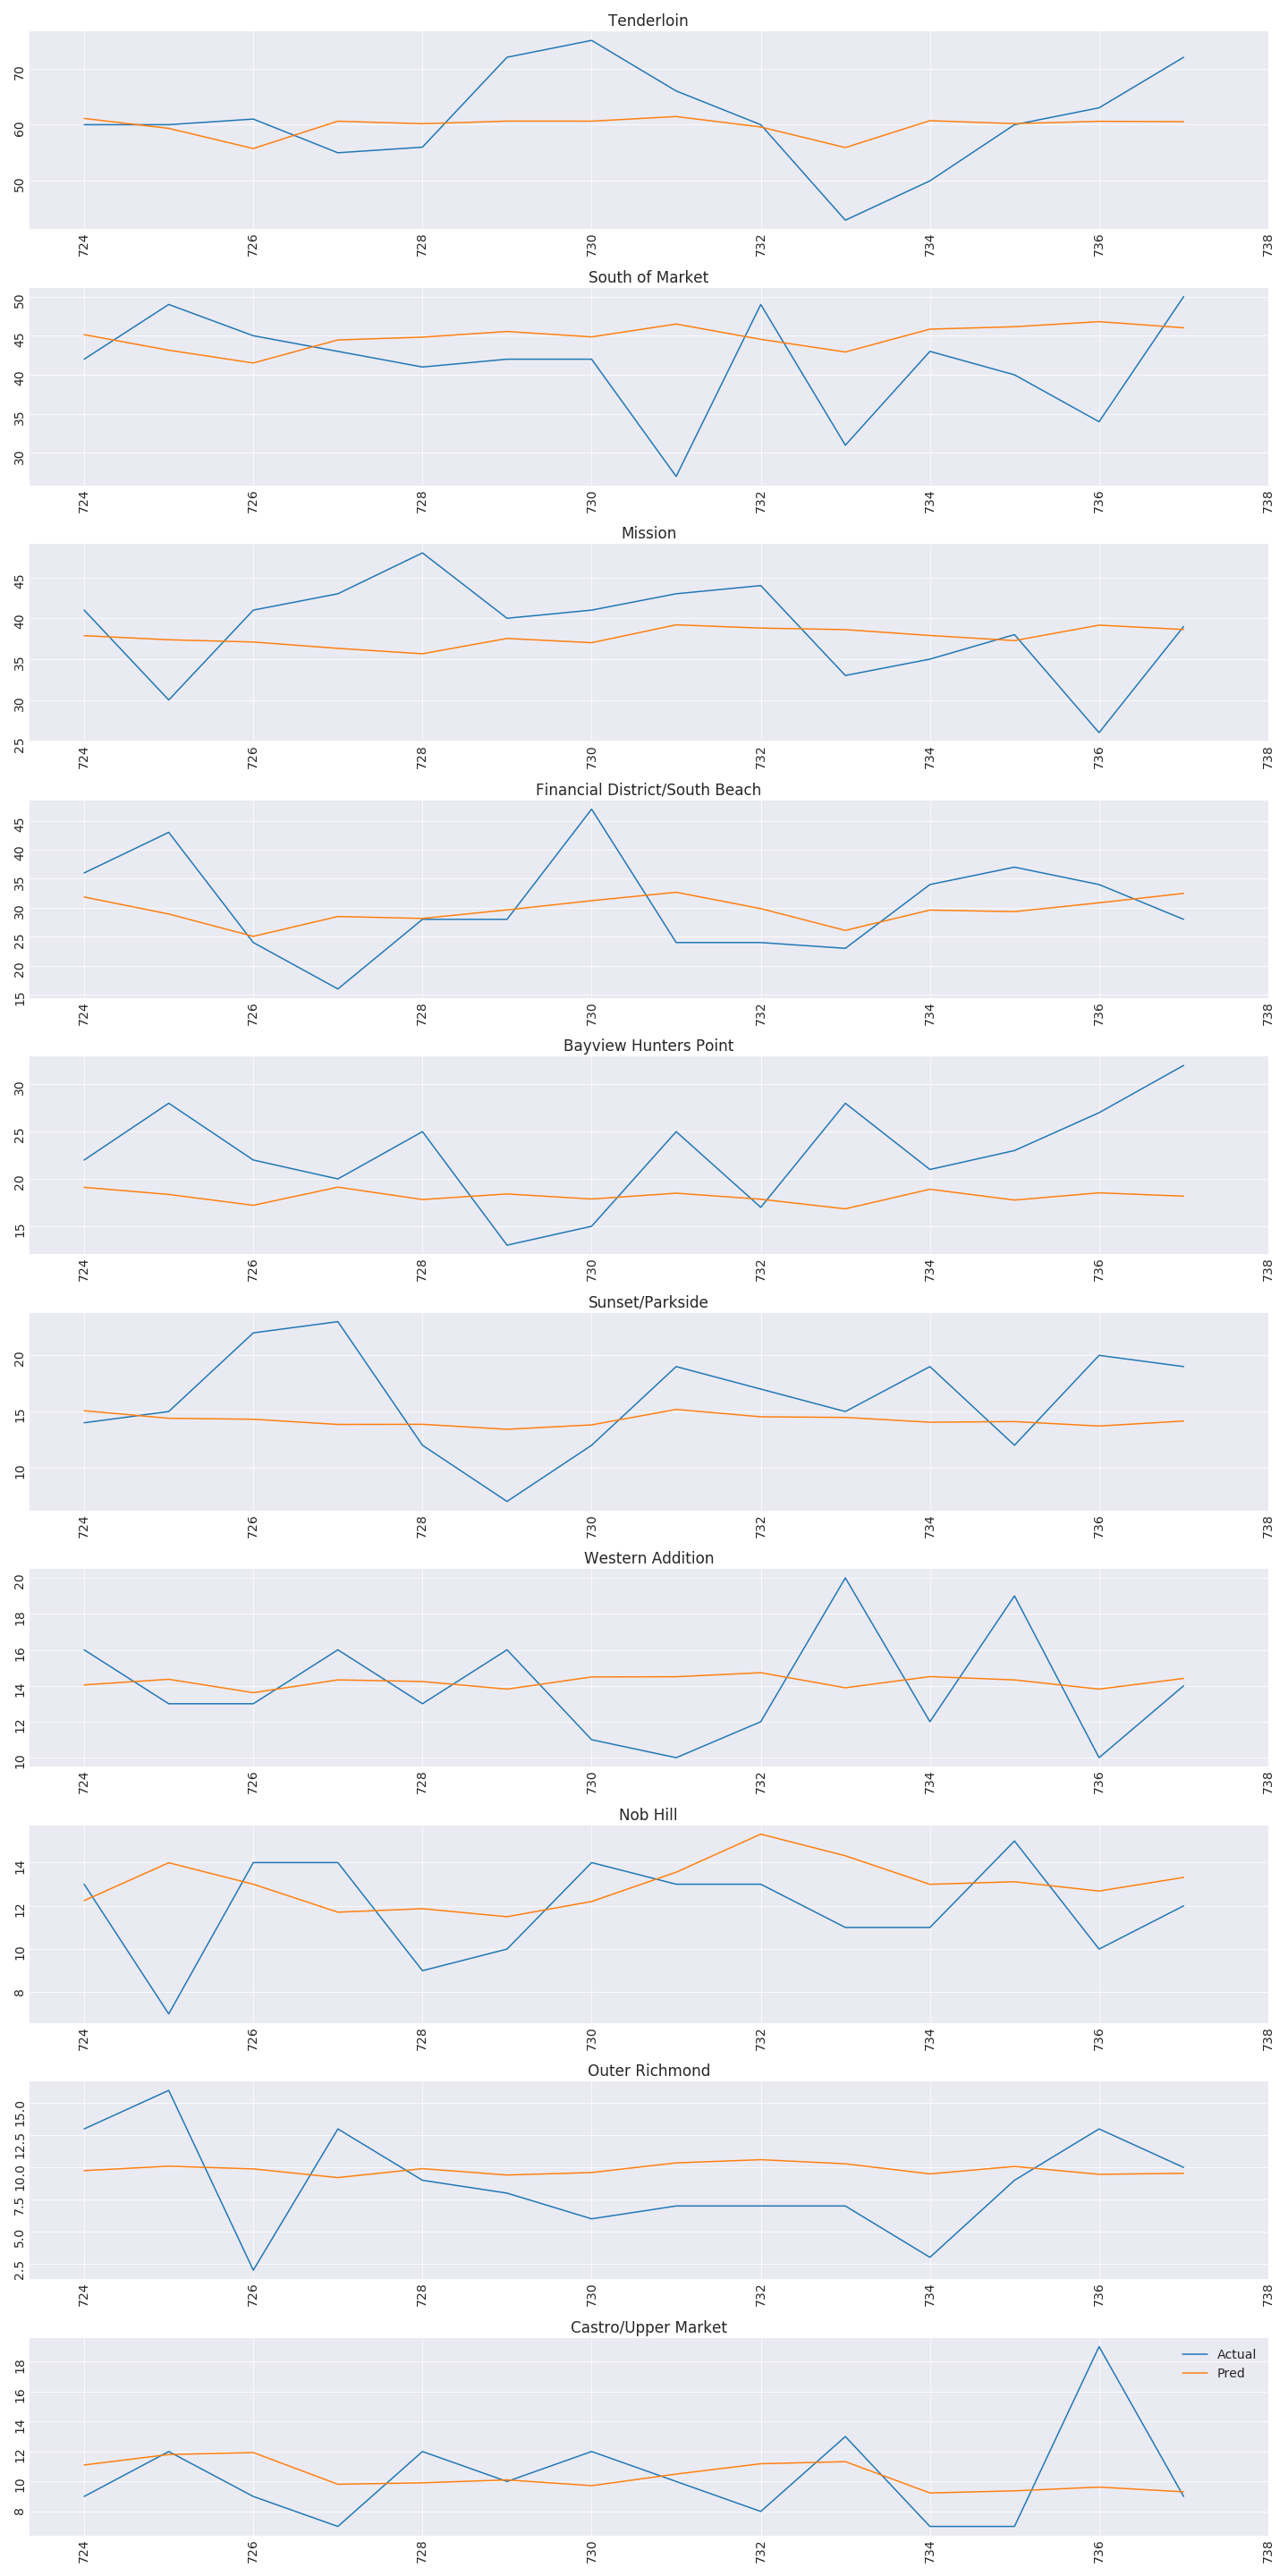 Tenderloin
70
60
50
724 726 728 730 732 734 736 738
South of Market
50
45
40
35
30
724 726 728 730 732 734 736 738
Mission
45
40
35
30
25
724 726 728 730 732 734 736 738
Financial District/South Beach
45
40
35
30
25
20
15
724 726 728 730 732 734 736 738
Bayview Hunters Point
30
25
20
15
724 726 728 730 732 734 736 738
Sunset/Parkside
20
15
10
724 726 728 730 732 734 736 738
Western Addition
20
18
16
14
12
10
724 726 728 730 732 734 736 738
Nob Hill
14
12
10
8
724 726 728 730 732 734 736 738
Outer Richmond
15.0
12.5
10.0
7.5
5.0
2.5
724 726 728 730 732 734 736 738
Castro/Upper Market
Actual
Pred
18
16
14
12
10
8
724 726 728 730 732 734 736 738